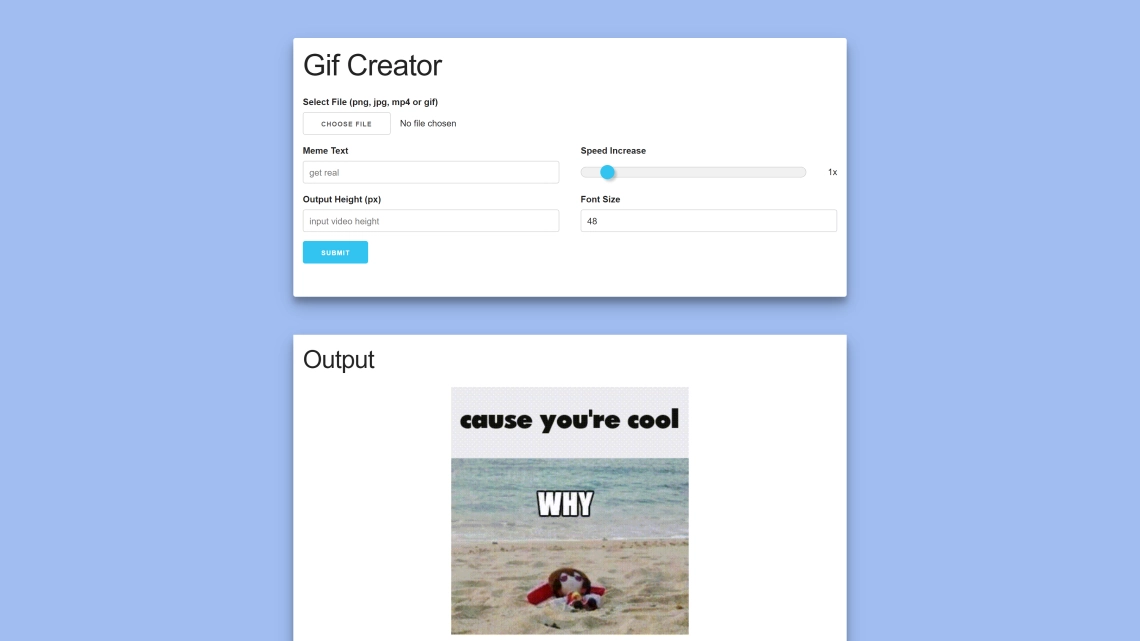 Gif Creator
Select File (png, jpg, mp4 or gif)
CHOOSE FILE No file chosen
Meme Text
get real
Speed Increase
1x
Output Height (px)
input video height
Font Size
48
SUBMIT
Output
cause you're cool
WHY